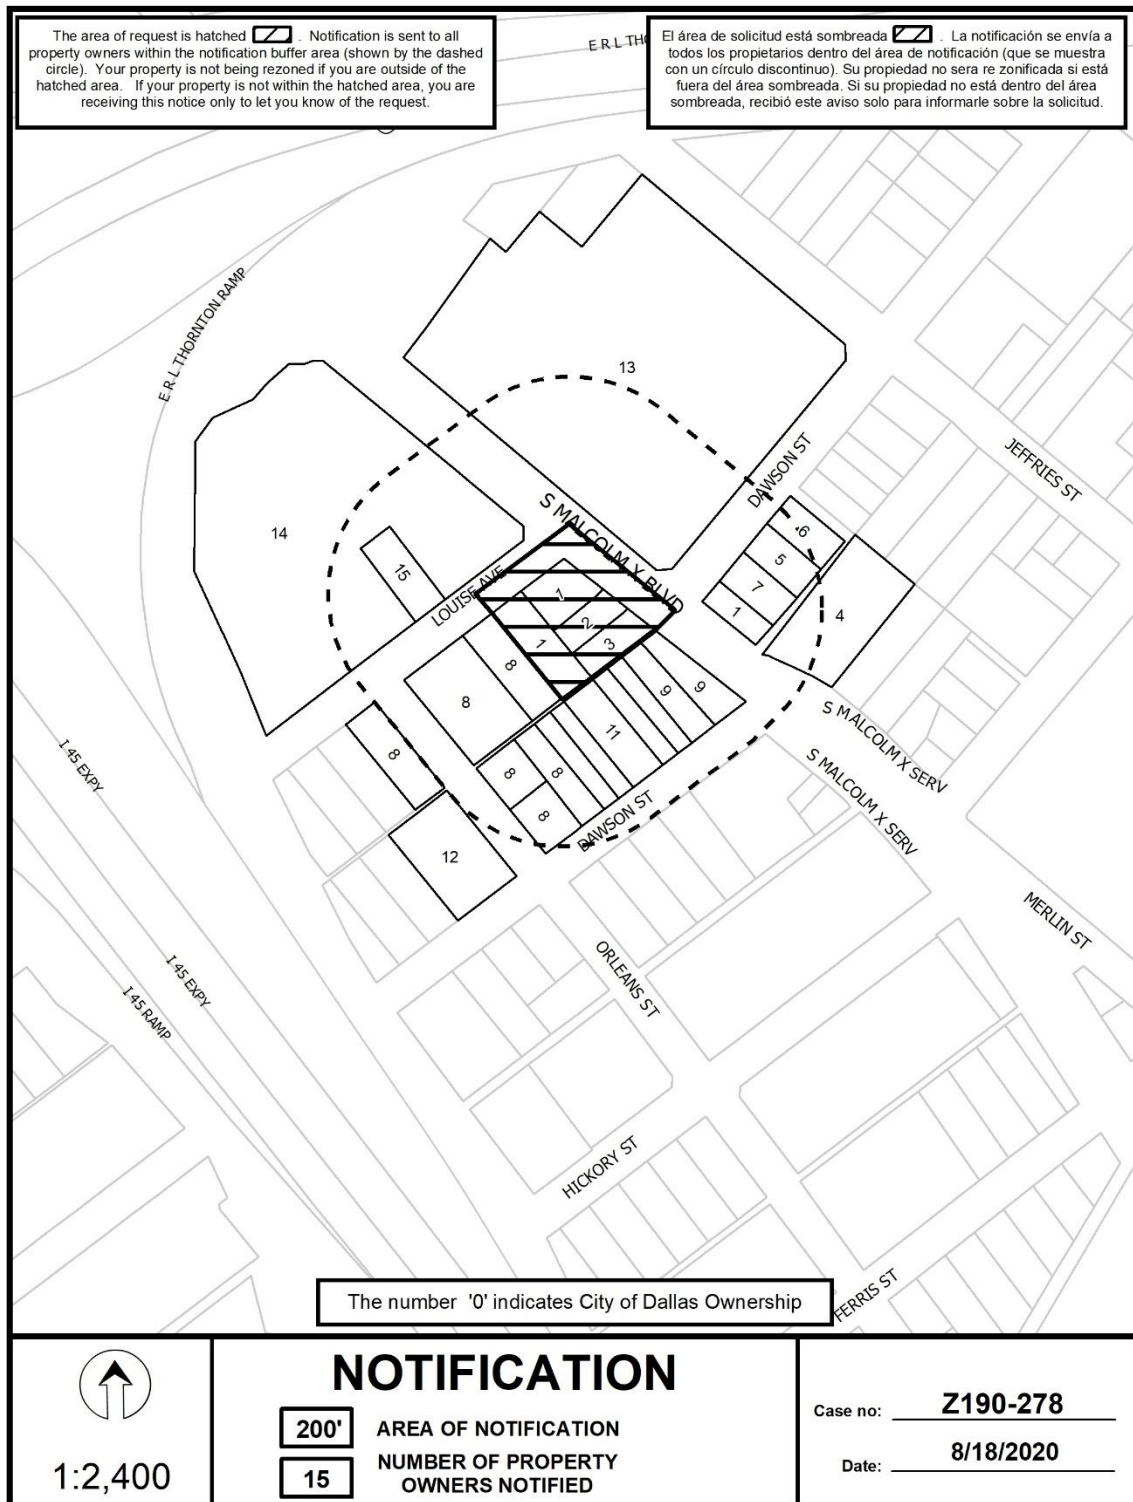 The area of request is hatched . Notification is sent to all
property owners within the notification buffer area (shown by the dashed
circle). Your property is not being rezoned if you are outside of the
hatched area. If your property is not within the hatched area, you are
receiving this notice only to let you know of the request.
El área de solicitud está sombreada . La notificación se envía a
todos los propietarios dentro del área de notificación (que se muestra
con un círculo discontinuo). Su propiedad no sera re zonificada si está
fuera del área sombreada. Si su propiedad no está dentro del área
sombreada, recibió este aviso solo para informarle sobre la solicitud.
E R L
E R L THORNTON RAMP
13
DAWSON ST
JEFFRIES ST
S MALCOLM X BLVD
14
15
LOUISE AVE
6
5
7
1
4
1
2
1
3
8
8
9
9
11
8
8
8
8
12
DAWSON ST
S MALCOLM X SERV
S MALCOLM X SERV
I 45 EXPY
MERLIN ST
ORLEANS ST
I 45 EXPY
I 45 RAMP
HICKORY ST
FERRIS ST
The number '0' indicates City of Dallas Ownership
1:2,400
NOTIFICATION
200' AREA OF NOTIFICATION
15 NUMBER OF PROPERTY
OWNERS NOTIFIED
Case no: Z190-278
Date: 8/18/2020